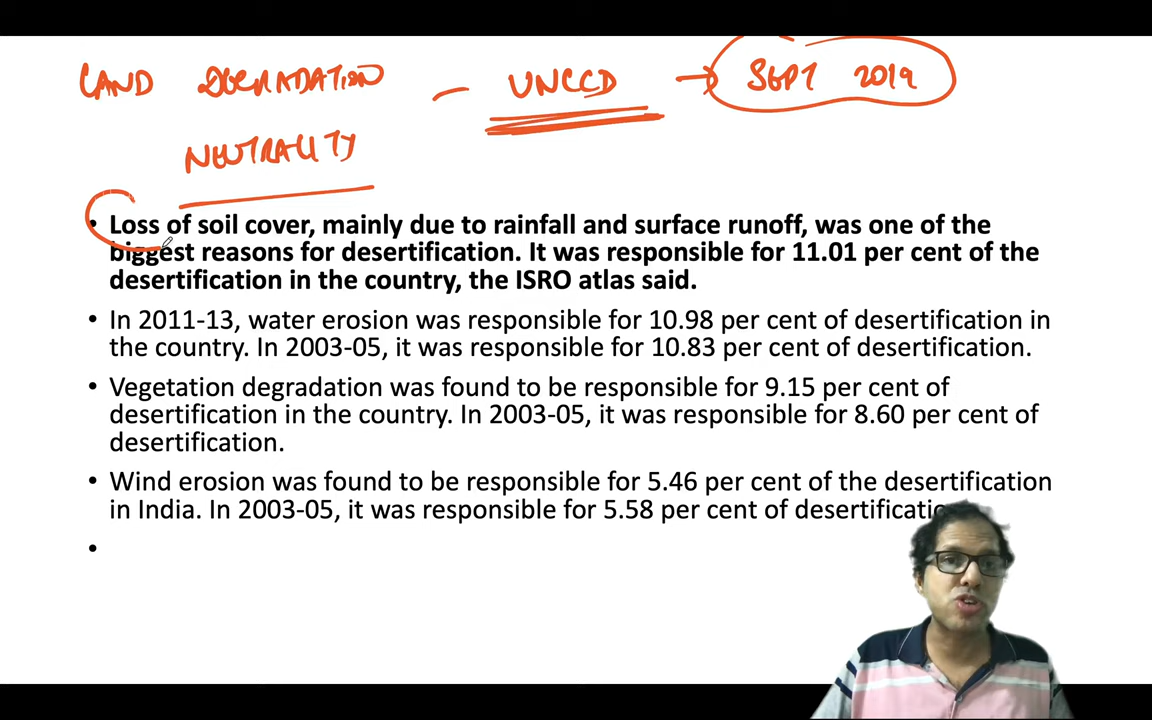 LAND DEGRADATION - UNCCD → SEPT 2019
NEUTRALITY
• Loss of soil cover, mainly due to rainfall and surface runoff, was one of the
biggest reasons for desertification. It was responsible for 11.01 per cent of the
desertification in the country, the ISRO atlas said.
• In 2011-13, water erosion was responsible for 10.98 per cent of desertification in
the country. In 2003-05, it was responsible for 10.83 per cent of desertification.
• Vegetation degradation was found to be responsible for 9.15 per cent of
desertification in the country. In 2003-05, it was responsible for 8.60 per cent of
desertification.
• Wind erosion was found to be responsible for 5.46 per cent of the desertification
in India. In 2003-05, it was responsible for 5.58 per cent of desertificatio
•